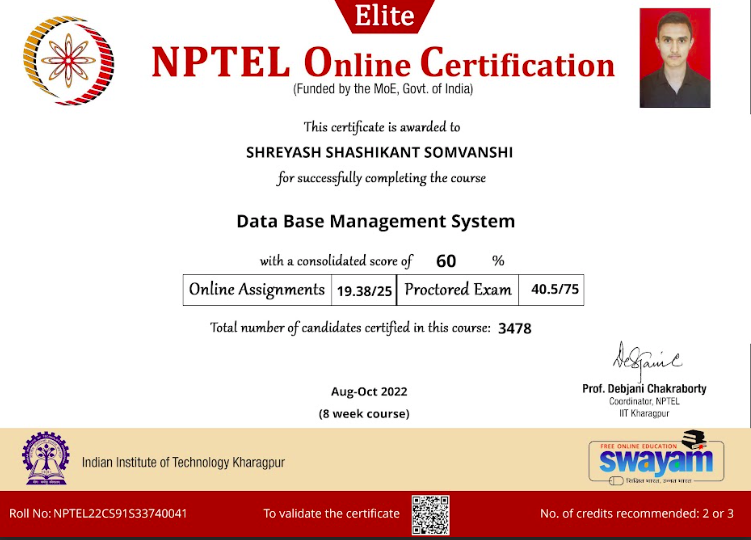 Elite
NPTEL Online Certification
(Funded by the MoE, Govt. of India)
This certificate is awarded to
SHREYASH SHASHIKANT SOMVANSHI
for successfully completing the course
Data Base Management System
with a consolidated score of 60 %
Online Assignments 19.38/25 Proctored Exam 40.5/75
Total number of candidates certified in this course: 3478
Aug-Oct 2022
(8 week course)
Prof. Debjani Chakraborty
Coordinator, NPTEL
IIT Kharagpur
Indian Institute of Technology Kharagpur
FREE ONLINE EDUCATION
swayam
शिक्षित भारत, उन्नत भारत
Roll No: NPTEL22CS91S33740041
To validate the certificate
No. of credits recommended: 2 or 3